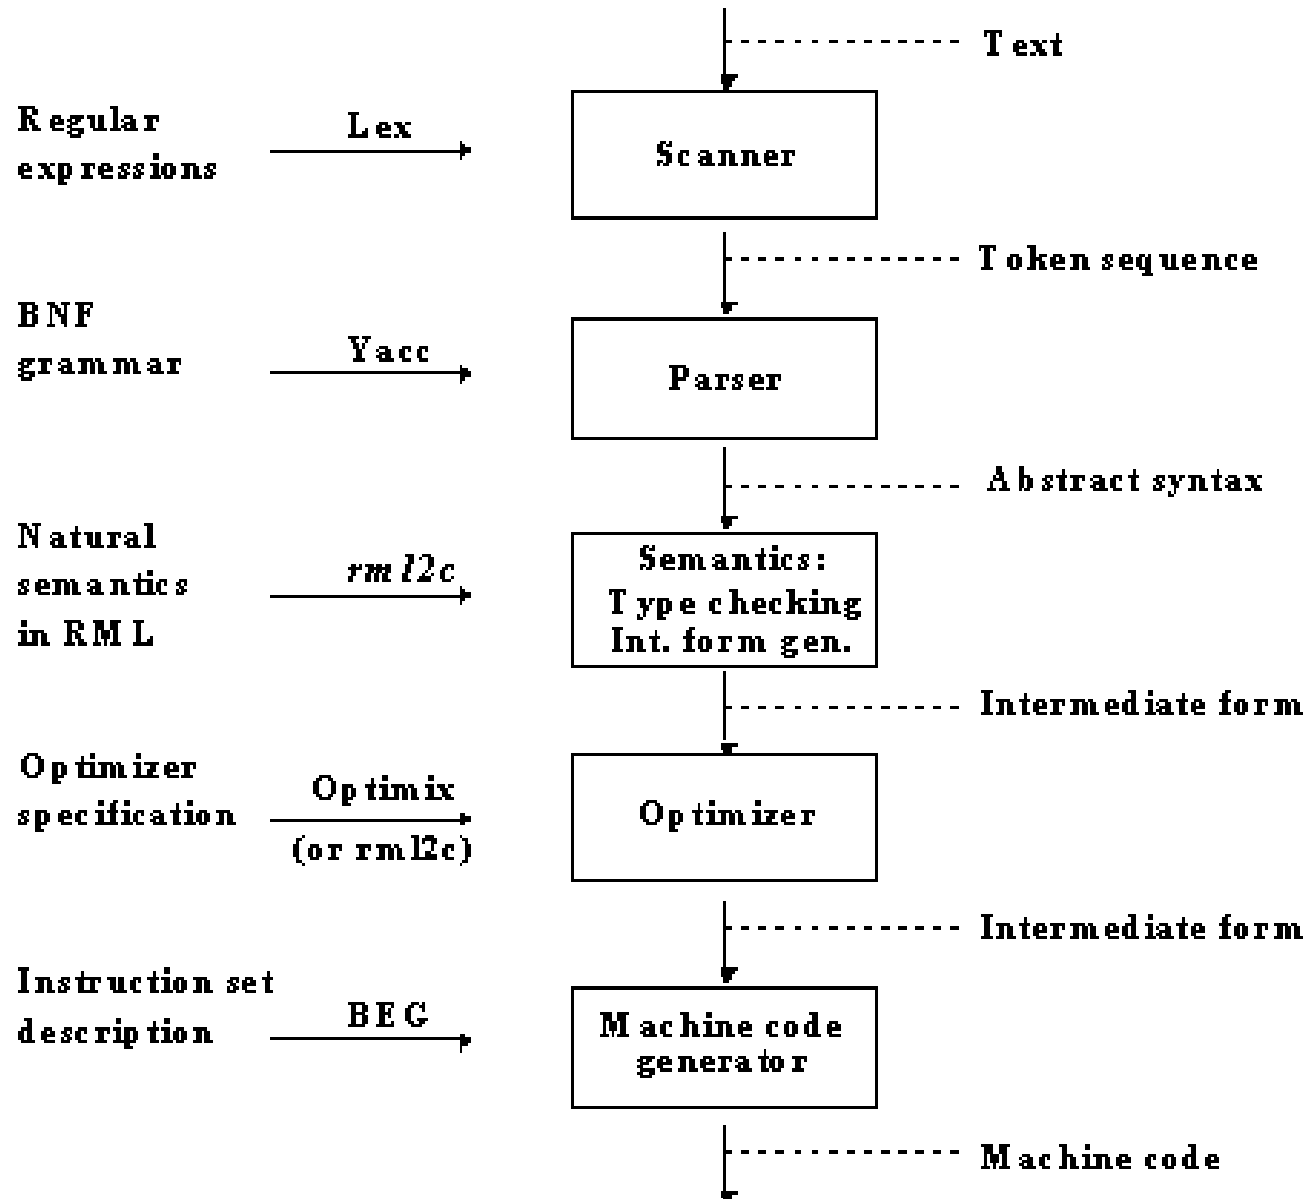 Text
Regular
expressions
Lex
Scanner
Token sequence
BNF
grammar
Yacc
Parser
Abstract syntax
Natural
semantics
in RML
rml2c
Semantics:
Type checking
Int. form gen.
Intermediate form
Optimizer
specification
Optimix
(or rml2c)
Optimizer
Intermediate form
Instruction set
description
BEG
Machine code
generator
Machine code